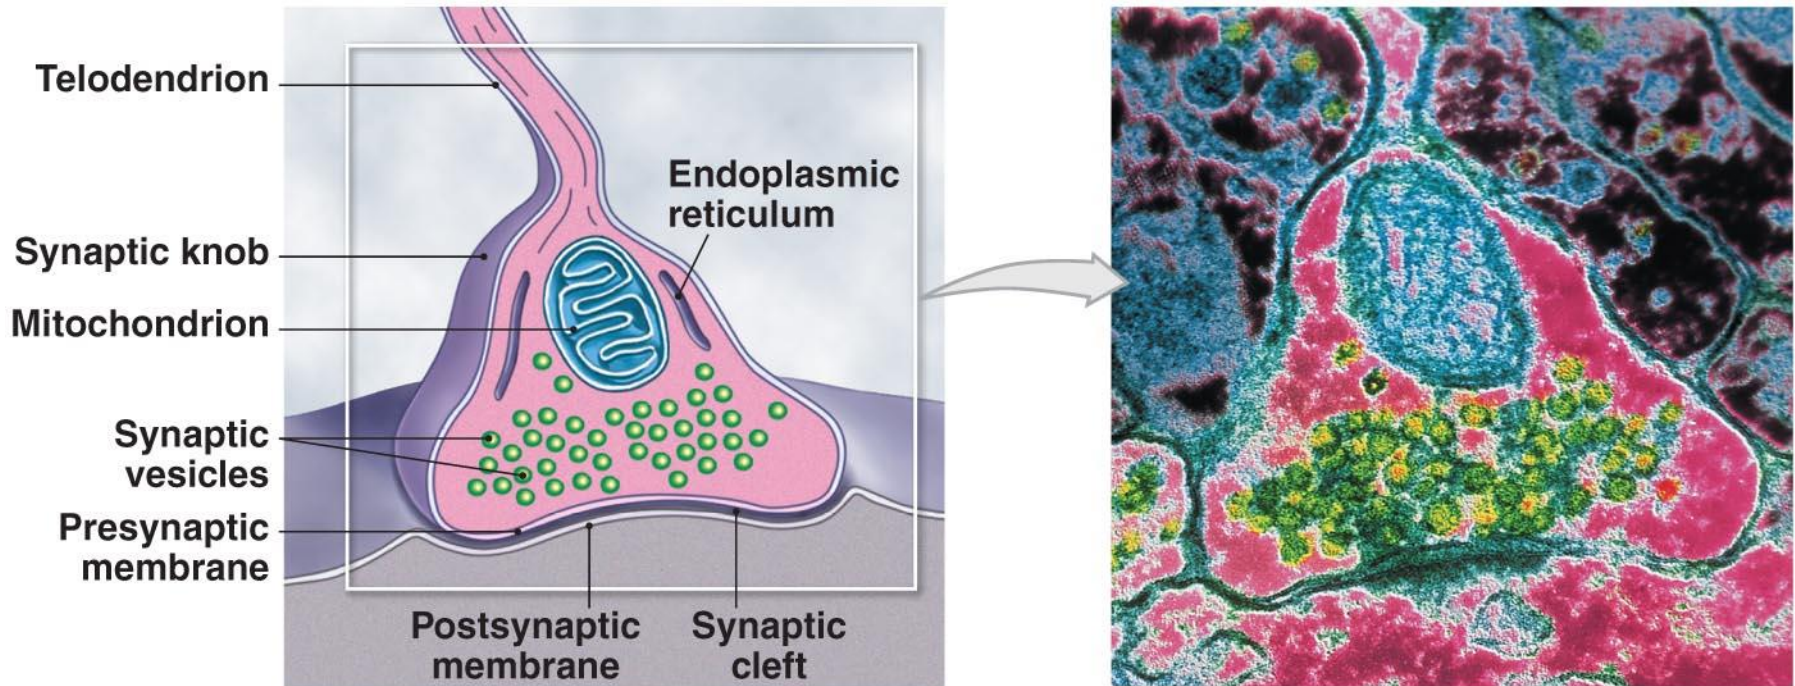 Telodendrion
Endoplasmic
reticulum
Synaptic knob
Mitochondrion
Synaptic
vesicles
Presynaptic
membrane
Postsynaptic
membrane
Synaptic
cleft